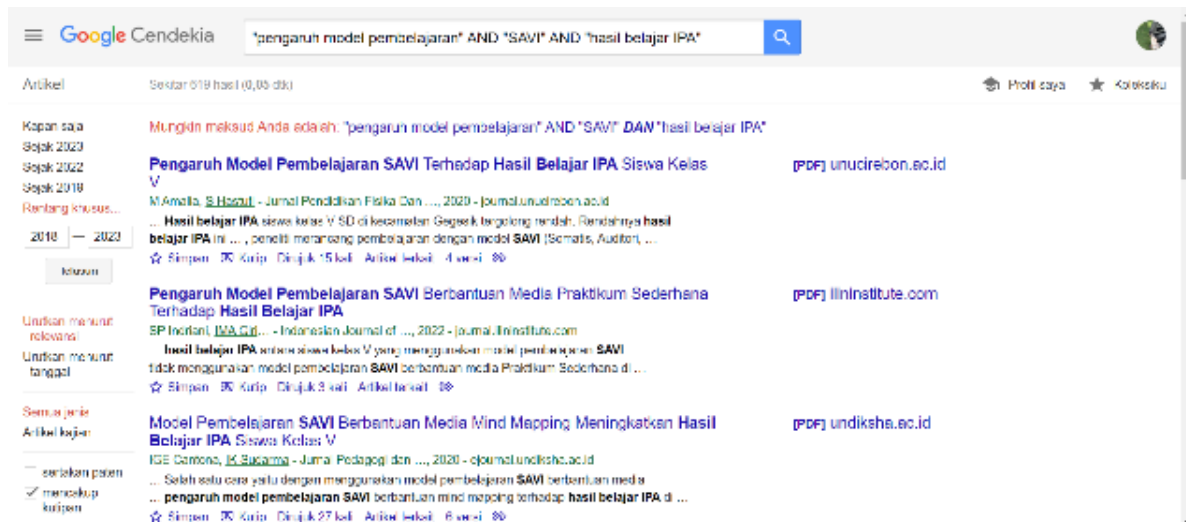 Google Cendekia
"pengaruh model pembelajaran" AND "SAVI" AND "hasil belajar IPA"
Artikel
Sekitar 619 hasil (0,05 dtk)
Profil saya
Koleksiku
Kapan saja
Sejak 2023
Sejak 2022
Sejak 2019
Rentang khusus...
2018 — 2023
Telusuri
Urutkan menurut
relevansi
Urutkan menurut
tanggal
Semua jenis
Artikel kajian
sertakan paten
mencakup
kutipan
Mungkin maksud Anda adalah: "pengaruh model pembelajaran" AND "SAVI" DAN "hasil belajar IPA"
Pengaruh Model Pembelajaran SAVI Terhadap Hasil Belajar IPA Siswa Kelas
V
[PDF] unucirebon.ac.id
M Amalia, S Hastuti - Jurnal Pendidikan Fisika Dan ..., 2020 - journal.unucirebon.ac.id
... Hasil belajar IPA siswa kelas V SD di kecamatan Gegesik tergolong rendah. Rendahnya hasil
belajar IPA ini ... , peneliti merancang pembelajaran dengan model SAVI (Somatis, Auditori, ...
Simpan Kutip Dirujuk 15 kali Artikel terkait 4 versi
Pengaruh Model Pembelajaran SAVI Berbantuan Media Praktikum Sederhana
Terhadap Hasil Belajar IPA
[PDF] ilininstitute.com
SP Indriani, IMA Giri... - Indonesian Journal of ..., 2022 - journal.ilininstitute.com
hasil belajar IPA antara siswa kelas V yang menggunakan model pembelajaran SAVI
tidak menggunakan model pembelajaran SAVI berbantuan media Praktikum Sederhana di ...
Simpan Kutip Dirujuk 3 kali Artikel terkait
Model Pembelajaran SAVI Berbantuan Media Mind Mapping Meningkatkan Hasil
Belajar IPA Siswa Kelas V
[PDF] undiksha.ac.id
IGE Cantona, IK Sudarma - Jurnal Pedagogi dan ..., 2020 - ejournal.undiksha.ac.id
... Salah satu cara yaitu dengan menggunakan model pembelajaran SAVI berbantuan media
... pengaruh model pembelajaran SAVI berbantuan mind mapping terhadap hasil belajar IPA di ...
Simpan Kutip Dirujuk 27 kali Artikel terkait 6 versi